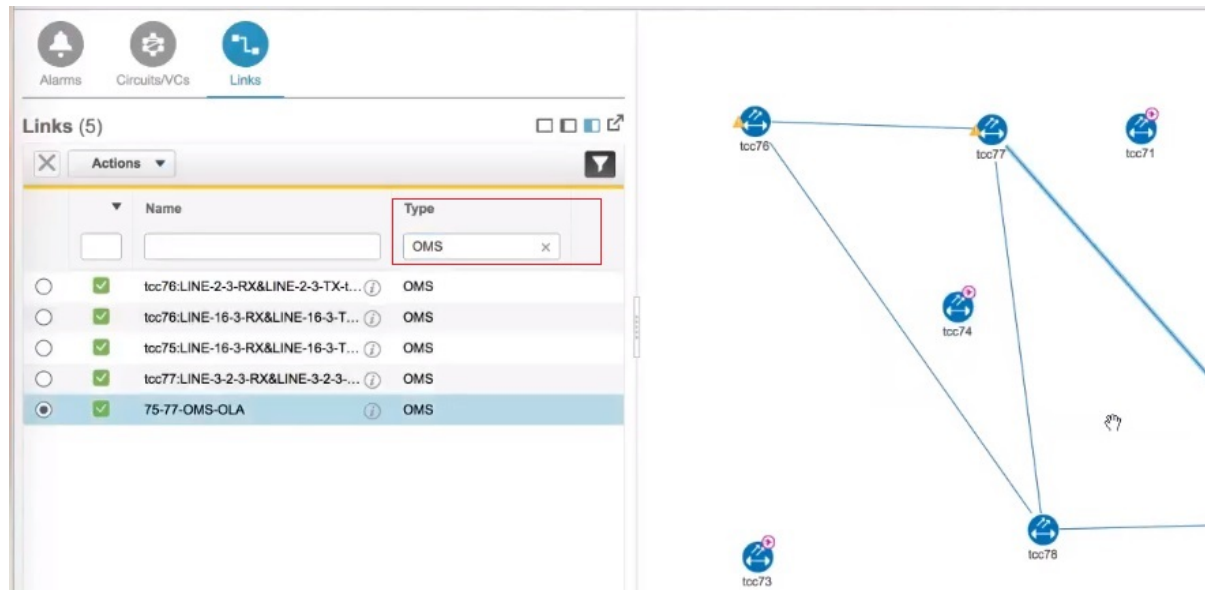 Alarms
Circuits/VCs
Links
Links (5)
Actions
Name
Type
OMS
tcc76:LINE-2-3-RX&LINE-2-3-TX-t... OMS
tcc76:LINE-16-3-RX&LINE-16-3-T... OMS
tcc75:LINE-16-3-RX&LINE-16-3-T... OMS
tcc77:LINE-3-2-3-RX&LINE-3-2-3-... OMS
75-77-OMS-OLA OMS
tcc76
tcc77
tcc71
tcc74
tcc78
tcc73